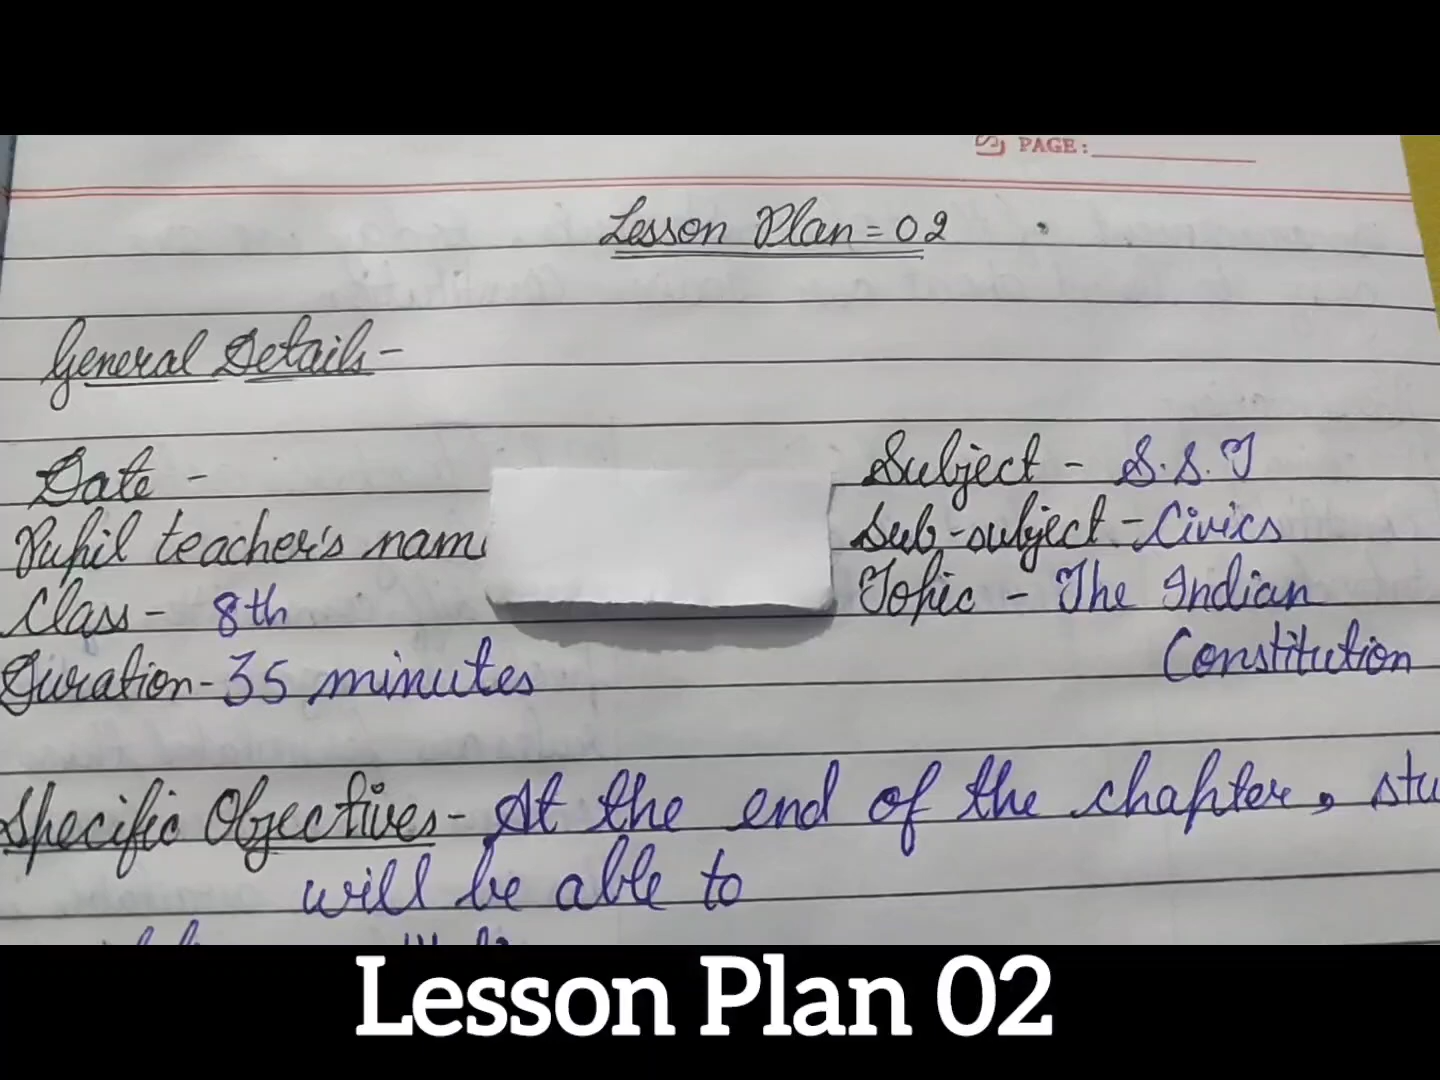 PAGE:
Lesson Plan = 02
General Details-
Date -
Pupil teacher's nam
Class - 8th
Duration - 35 minutes
Subject - S.S.T
Sub-subject - Civics
Topic - The Indian
Constitution
Specific Objectives - At the end of the chapter, stu
will be able to
Lesson Plan 02